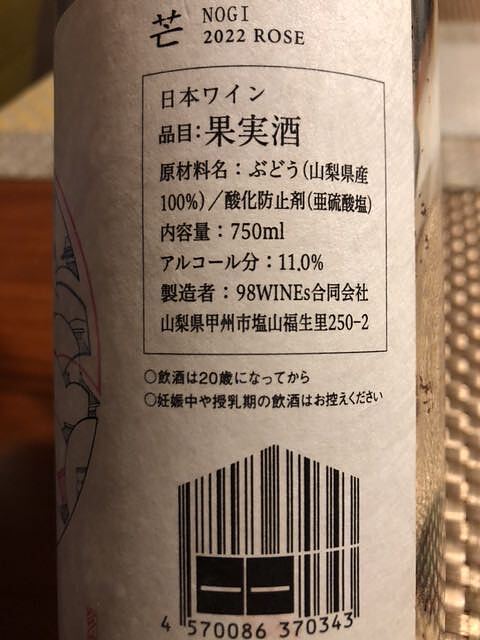 芒 NOGI
2022 ROSE
日本ワイン
品目:果実酒
原材料名：ぶどう(山梨県産
100%)／酸化防止剤(亜硫酸塩)
内容量：750ml
アルコール分：11.0%
製造者：98WINEs合同会社
山梨県甲州市塩山福生里250-2
○飲酒は20歳になってから
○妊娠中や授乳期の飲酒はお控えください
4 570086 370343